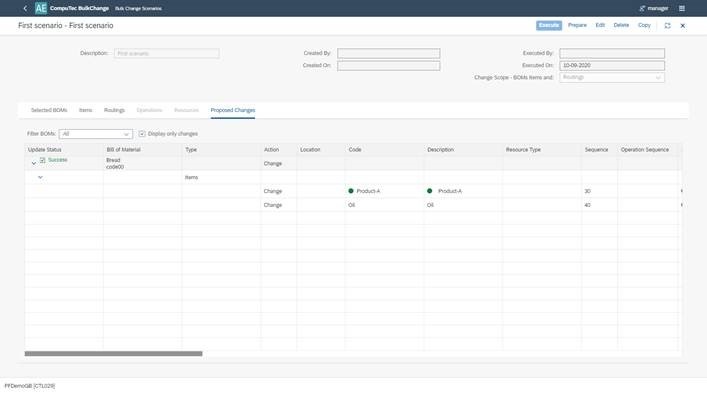 AE CompuTec BulkChange Bulk Change Scenarios manager
First scenario - First scenario Execute Prepare Edit Delete Copy
Description: First scenario Created By: Executed By:
Created On: Executed On: 10-09-2020
Change Scope - BOMs Items and: Routings
Selected BOMs Items Routings Operations Resources Proposed Changes
Filter BOMs: All Display only changes
Update Status Bill of Material Type Action Location Code Description Resource Type Sequence Operation Sequence
Success Bread Change
code00
Items
Change Product-A Product-A 30
Change Oil Oil 40
PFDemoGB [CTL029]